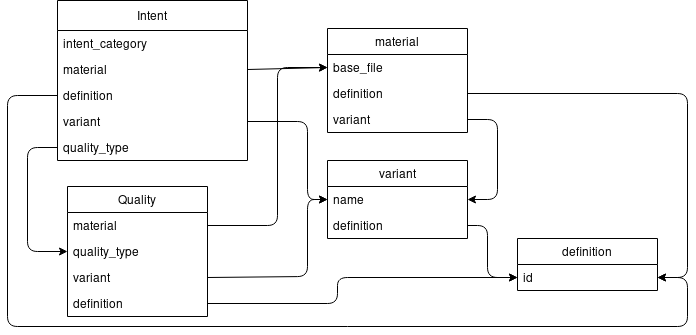 Intent
intent_category
material
definition
variant
quality_type
material
base_file
definition
variant
Quality
material
quality_type
variant
definition
variant
name
definition
definition
id